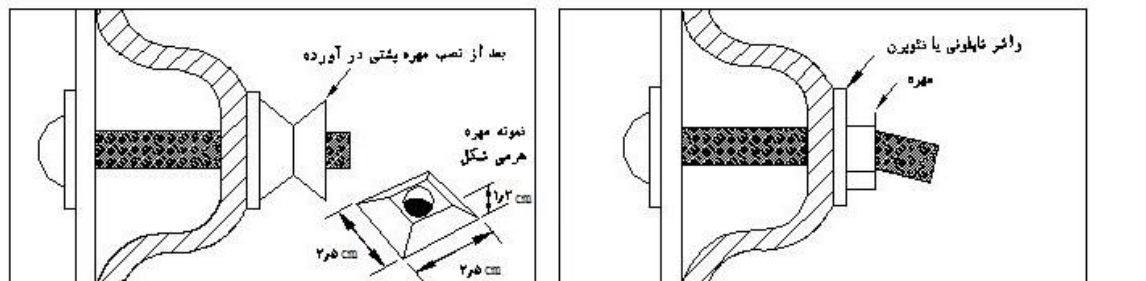 واشر نایلونی یا نئوپرن
مهره
بعد از نصب مهره پشتی در آورده
نمونه مهره
هرمی شکل
۱٫۲ cm
۲٫۵ cm
۲٫۵ cm